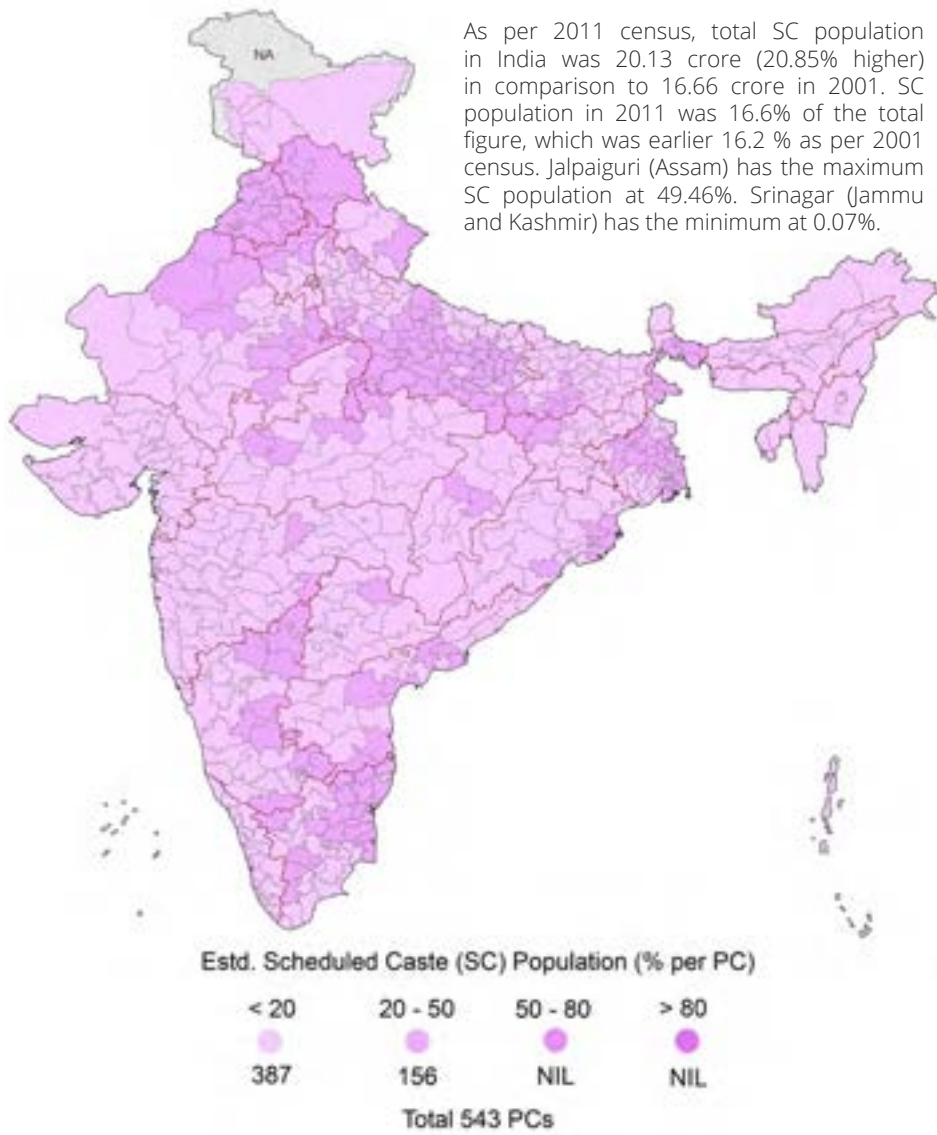 As per 2011 census, total SC population
in India was 20.13 crore (20.85% higher)
in comparison to 16.66 crore in 2001. SC
population in 2011 was 16.6% of the total
figure, which was earlier 16.2 % as per 2001
census. Jalpaiguri (Assam) has the maximum
SC population at 49.46%. Srinagar (Jammu
and Kashmir) has the minimum at 0.07%.
NA
Estd. Scheduled Caste (SC) Population (% per PC)
< 20 20 - 50 50 - 80 > 80
387 156 NIL NIL
Total 543 PCs